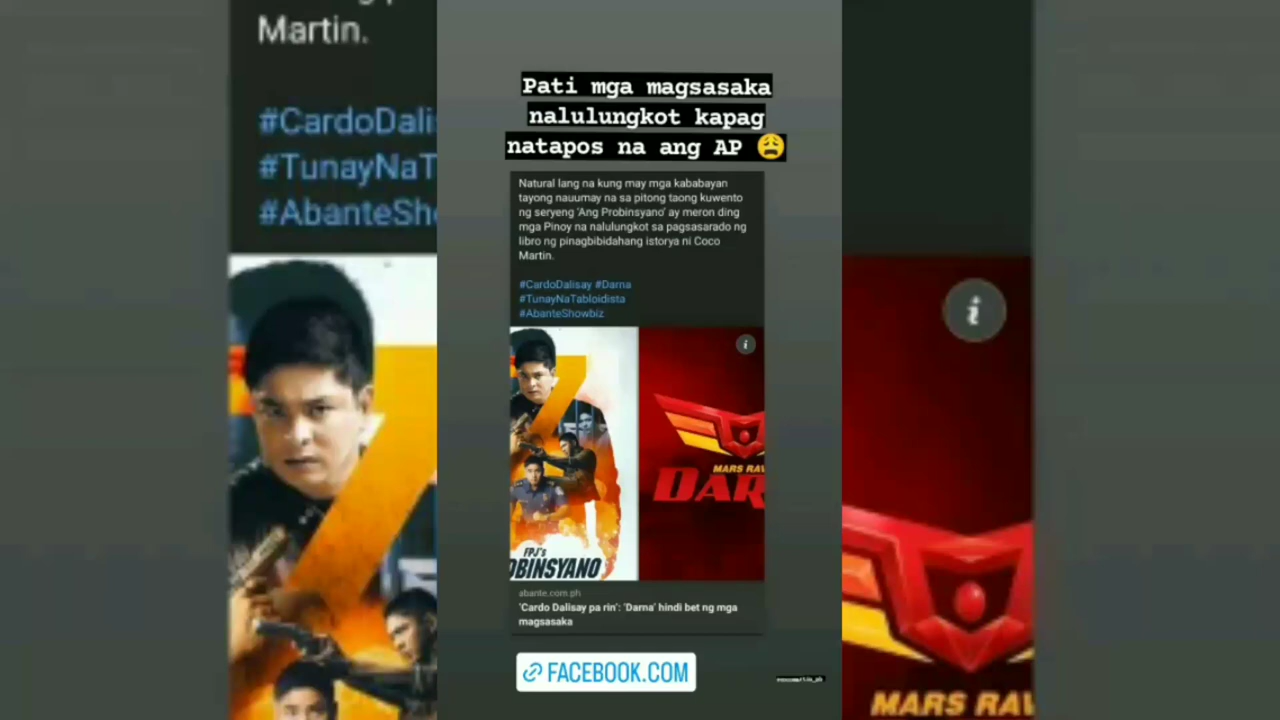 Martin.
#CardoDali
#TunayNaT
#AbanteSh
Pati mga magsasaka
nalulungkot kapag
natapos na ang AP 😩
Natural lang na kung may mga kababayan
tayong nauumay na sa pitong taong kuwento
ng seryeng 'Ang Probinsyano' ay meron ding
mga Pinoy na nalulungkot sa pagsasarado ng
libro ng pinagbibidahang istorya ni Coco
Martin.
#CardoDalisay #Darna
#TunayNaTabloidista
#AbanteShowbiz
i
FPJ's
OBINSYANO
MARS RAV
DAR
abante.com.ph
'Cardo Dalisay pa rin': 'Darna' hindi bet ng mga
magsasaka
FACEBOOK.COM
i
MARS RAV